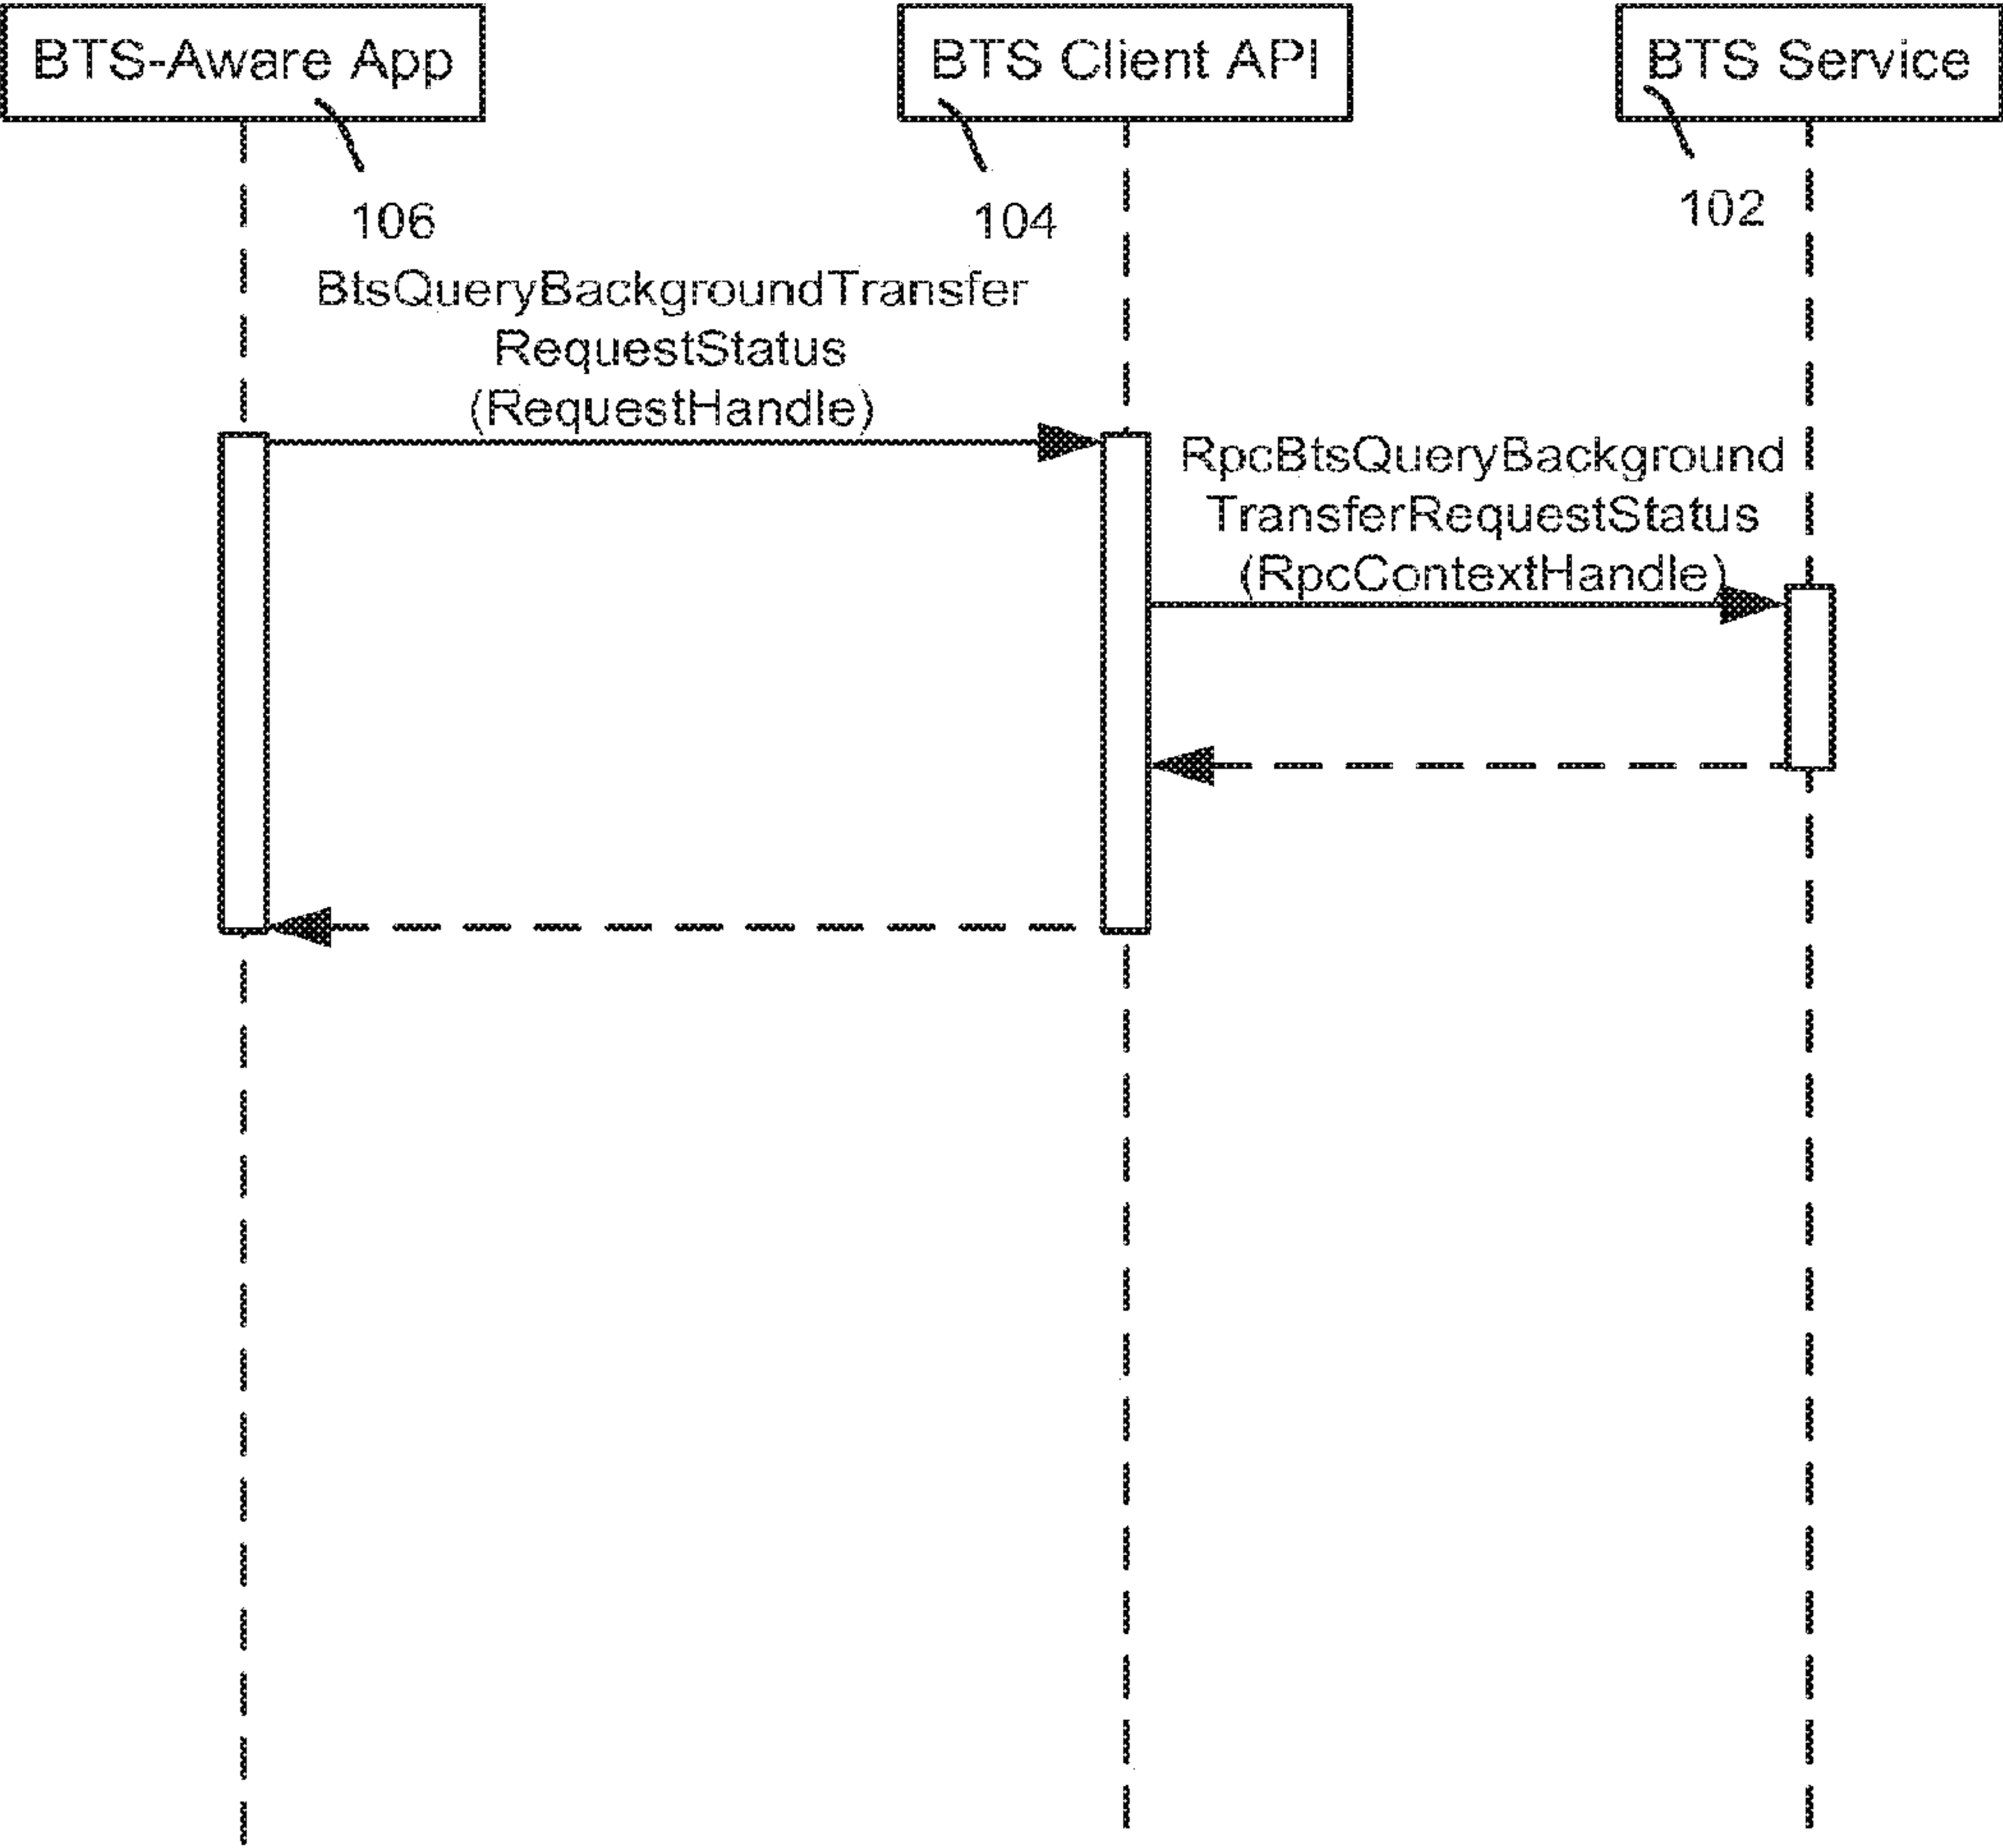 BTS-Aware App
BTS Client API
BTS Service
106
104
102
BtsQueryBackgroundTransfer
RequestStatus
(RequestHandle)
RpcBtsQueryBackground
TransferRequestStatus
(RpcContextHandle)